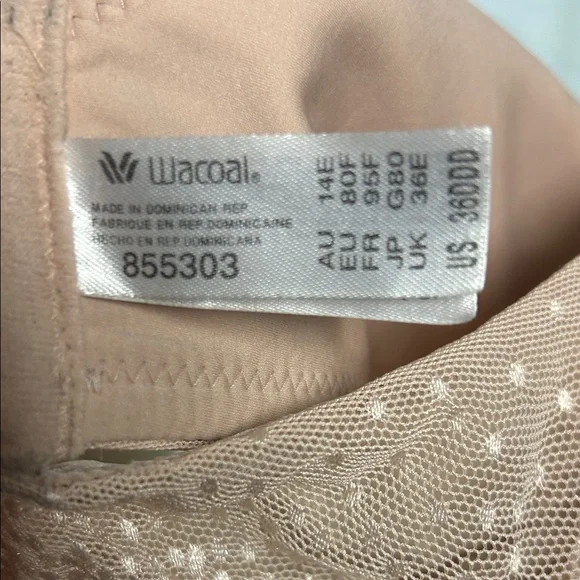 Wacoal®
MADE IN DOMINICAN REP.
FABRIQUE EN REP.DOMINICAINE
HECHO EN REP.DOMINICANA
855303
AU 14E
EU 80F
FR 95F
JP G80
UK 36E
US 36DDD